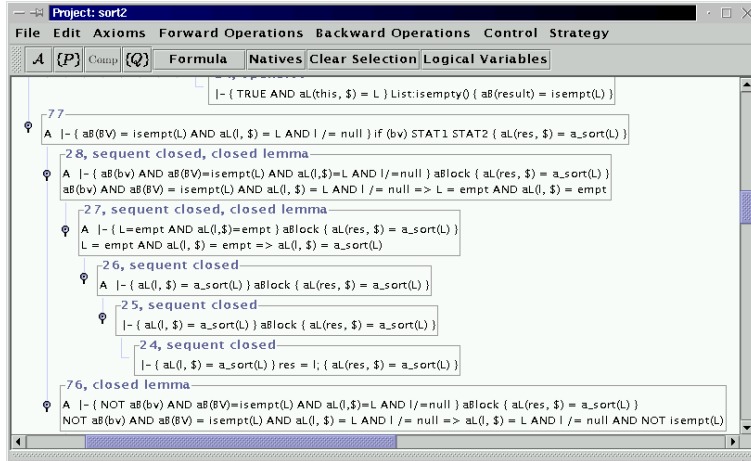 Project: sort2
File Edit Axioms Forward Operations Backward Operations Control Strategy
A {P} Comp {Q} Formula Natives Clear Selection Logical Variables
|- { TRUE AND aL(this, $) = L } List:isempty() { aB(result) = isempt(L) }
77
A |- { aB(BV) = isempt(L) AND aL(l, $) = L AND l /= null } if (bv) STAT1 STAT2 { aL(res, $) = a_sort(L) }
28, sequent closed, closed lemma
A |- { aB(bv) AND aB(BV)=isempt(L) AND aL(l,$)=L AND l/=null } aBlock { aL(res, $) = a_sort(L) }
aB(bv) AND aB(BV) = isempt(L) AND aL(l, $) = L AND l /= null => L = empt AND aL(l, $) = empt
27, sequent closed, closed lemma
A |- { L=empt AND aL(l,$)=empt } aBlock { aL(res, $) = a_sort(L) }
L = empt AND aL(l, $) = empt => aL(l, $) = a_sort(L)
26, sequent closed
A |- { aL(l, $) = a_sort(L) } aBlock { aL(res, $) = a_sort(L) }
25, sequent closed
|- { aL(l, $) = a_sort(L) } aBlock { aL(res, $) = a_sort(L) }
24, sequent closed
|- { aL(l, $) = a_sort(L) } res = l; { aL(res, $) = a_sort(L) }
76, closed lemma
A |- { NOT aB(bv) AND aB(BV)=isempt(L) AND aL(l,$)=L AND l/=null } aBlock { aL(res, $) = a_sort(L) }
NOT aB(bv) AND aB(BV) = isempt(L) AND aL(l, $) = L AND l /= null => aL(l, $) = L AND l /= null AND NOT isempt(L)